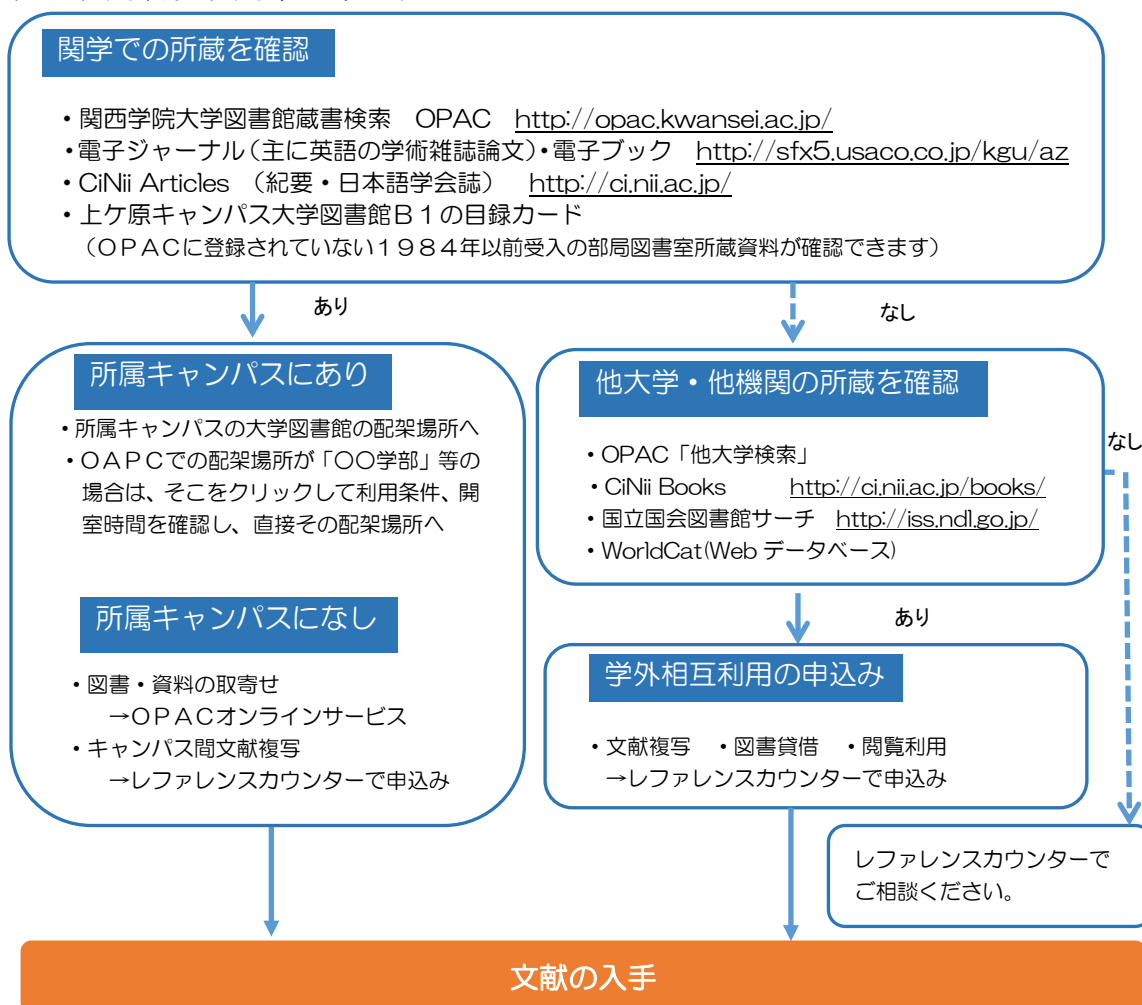 関学での所蔵を確認
・関西学院大学図書館蔵書検索　OPAC　http://opac.kwansei.ac.jp/
・電子ジャーナル（主に英語の学術雑誌論文）・電子ブック　http://sfx5.usaco.co.jp/kgu/az
・CiNii Articles　（紀要・日本語学会誌）　http://ci.nii.ac.jp/
・上ケ原キャンパス大学図書館Ｂ１の目録カード
（ＯＰＡＣに登録されていない１９８４年以前受入の部局図書室所蔵資料が確認できます）
あり
なし
所属キャンパスにあり
・所属キャンパスの大学図書館の配架場所へ
・ＯＡＰＣでの配架場所が「〇〇学部」等の
場合は、そこをクリックして利用条件、開
室時間を確認し、直接その配架場所へ
所属キャンパスになし
・図書・資料の取寄せ
→ＯＰＡＣオンラインサービス
・キャンパス間文献複写
→レファレンスカウンターで申込み
他大学・他機関の所蔵を確認
・OPAC「他大学検索」
・CiNii Books　http://ci.nii.ac.jp/books/
・国立国会図書館サーチ　http://iss.ndl.go.jp/
・WorldCat(Web データベース)
なし
あり
学外相互利用の申込み
・文献複写　・図書貸借　・閲覧利用
→レファレンスカウンターで申込み
レファレンスカウンターで
ご相談ください。
文献の入手